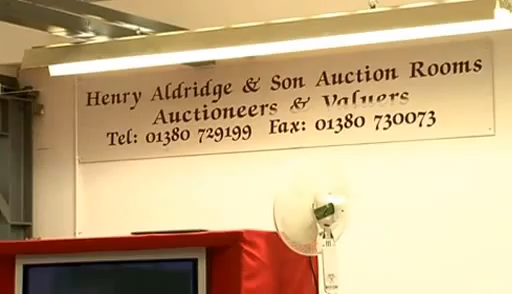 Henry Aldridge & Son Auction Rooms
Auctioneers & Valuers
Tel: 01380 729199 Fax: 01380 730073